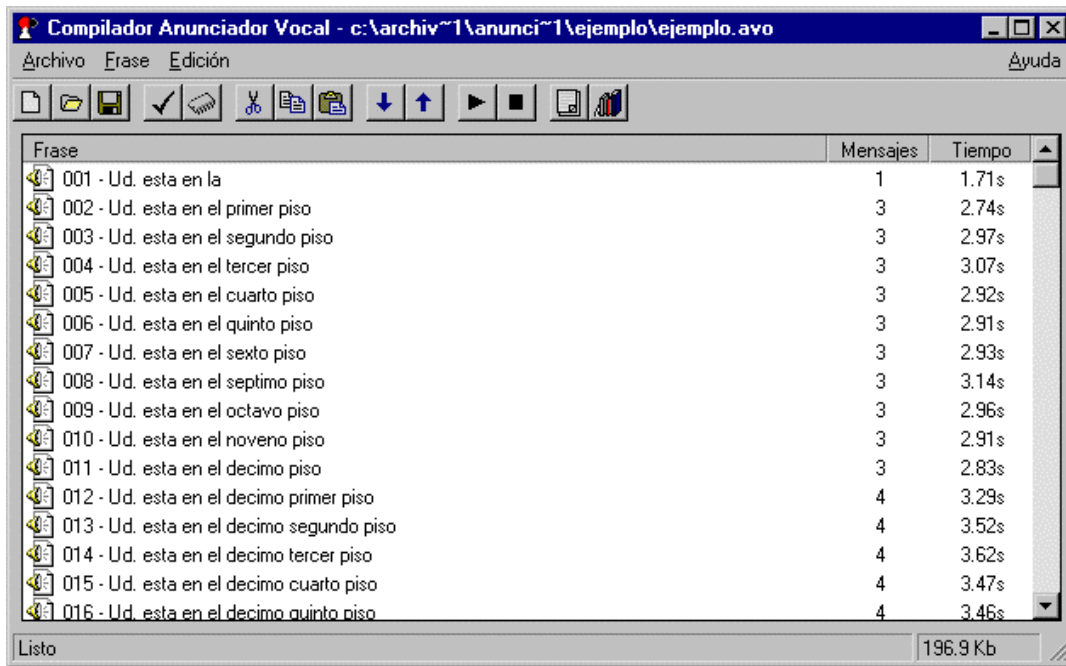 Compilador Anunciador Vocal - c:\archiv~1\anunci~1\ejemplo\ejemplo.avo
Archivo Frase Edición Ayuda
Frase Mensajes Tiempo
001 - Ud. esta en la 1 1.71s
002 - Ud. esta en el primer piso 3 2.74s
003 - Ud. esta en el segundo piso 3 2.97s
004 - Ud. esta en el tercer piso 3 3.07s
005 - Ud. esta en el cuarto piso 3 2.92s
006 - Ud. esta en el quinto piso 3 2.91s
007 - Ud. esta en el sexto piso 3 2.93s
008 - Ud. esta en el septimo piso 3 3.14s
009 - Ud. esta en el octavo piso 3 2.96s
010 - Ud. esta en el noveno piso 3 2.91s
011 - Ud. esta en el decimo piso 3 2.83s
012 - Ud. esta en el decimo primer piso 4 3.29s
013 - Ud. esta en el decimo segundo piso 4 3.52s
014 - Ud. esta en el decimo tercer piso 4 3.62s
015 - Ud. esta en el decimo cuarto piso 4 3.47s
016 - Ud. esta en el decimo quinto piso 4 3.46s
Listo 196.9 Kb